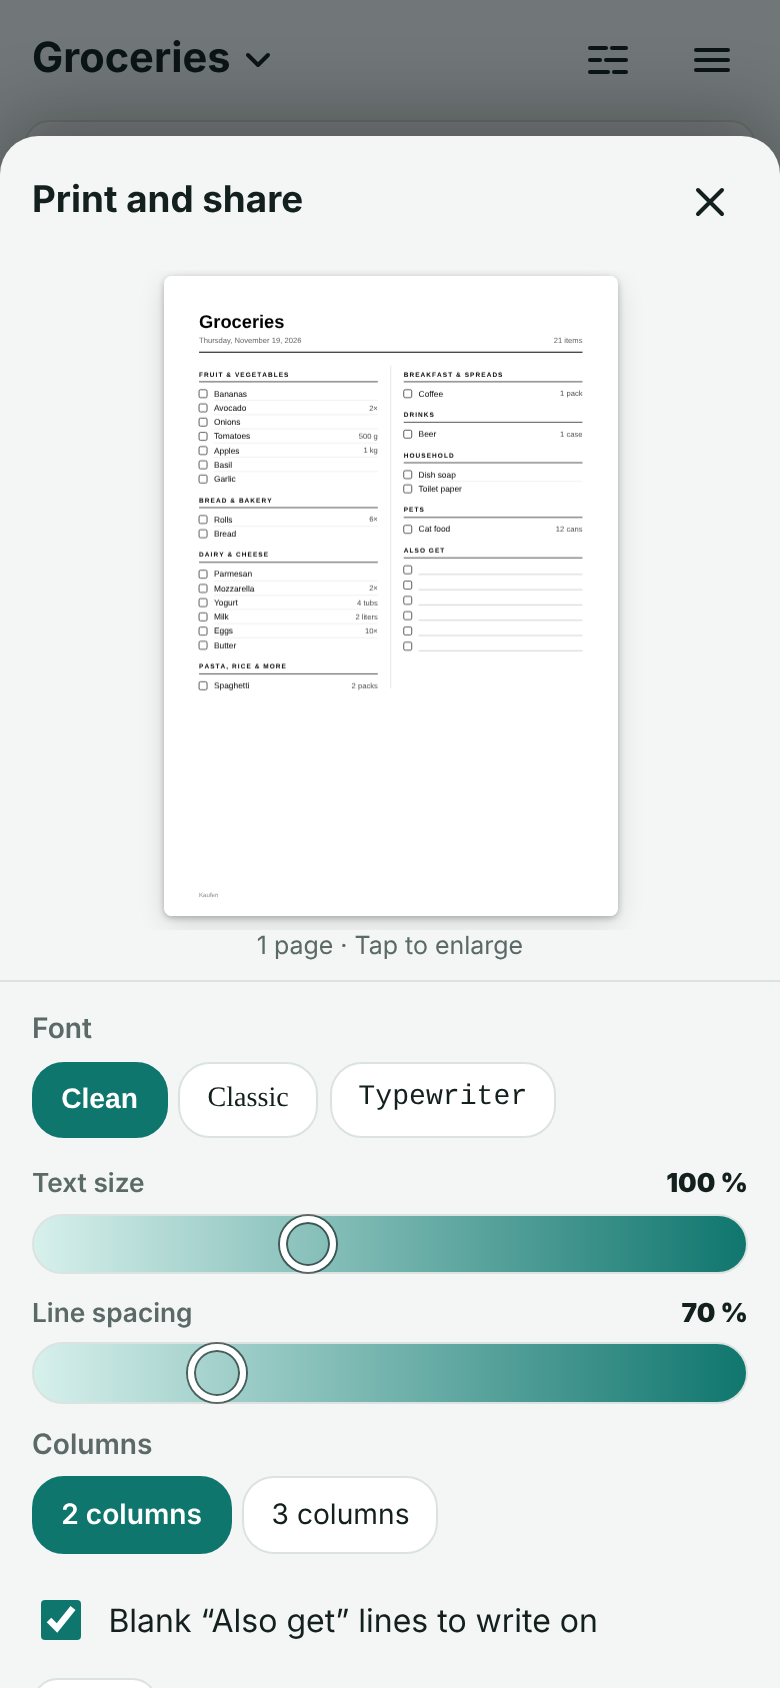 Groceries
Print and share
Groceries
Thursday, November 19, 2026
21 items
FRUIT & VEGETABLES
Bananas
Avocado 2×
Onions
Tomatoes 500 g
Apples 1 kg
Basil
Garlic
BREAD & BAKERY
Rolls 6×
Bread
DAIRY & CHEESE
Parmesan
Mozzarella 2×
Yogurt 4 tubs
Milk 2 liters
Eggs 10×
Butter
PASTA, RICE & MORE
Spaghetti 2 packs
BREAKFAST & SPREADS
Coffee 1 pack
DRINKS
Beer 1 case
HOUSEHOLD
Dish soap
Toilet paper
PETS
Cat food 12 cans
ALSO GET
Kaufen
1 page · Tap to enlarge
Font
Clean Classic Typewriter
Text size 100 %
Line spacing 70 %
Columns
2 columns 3 columns
Blank “Also get” lines to write on